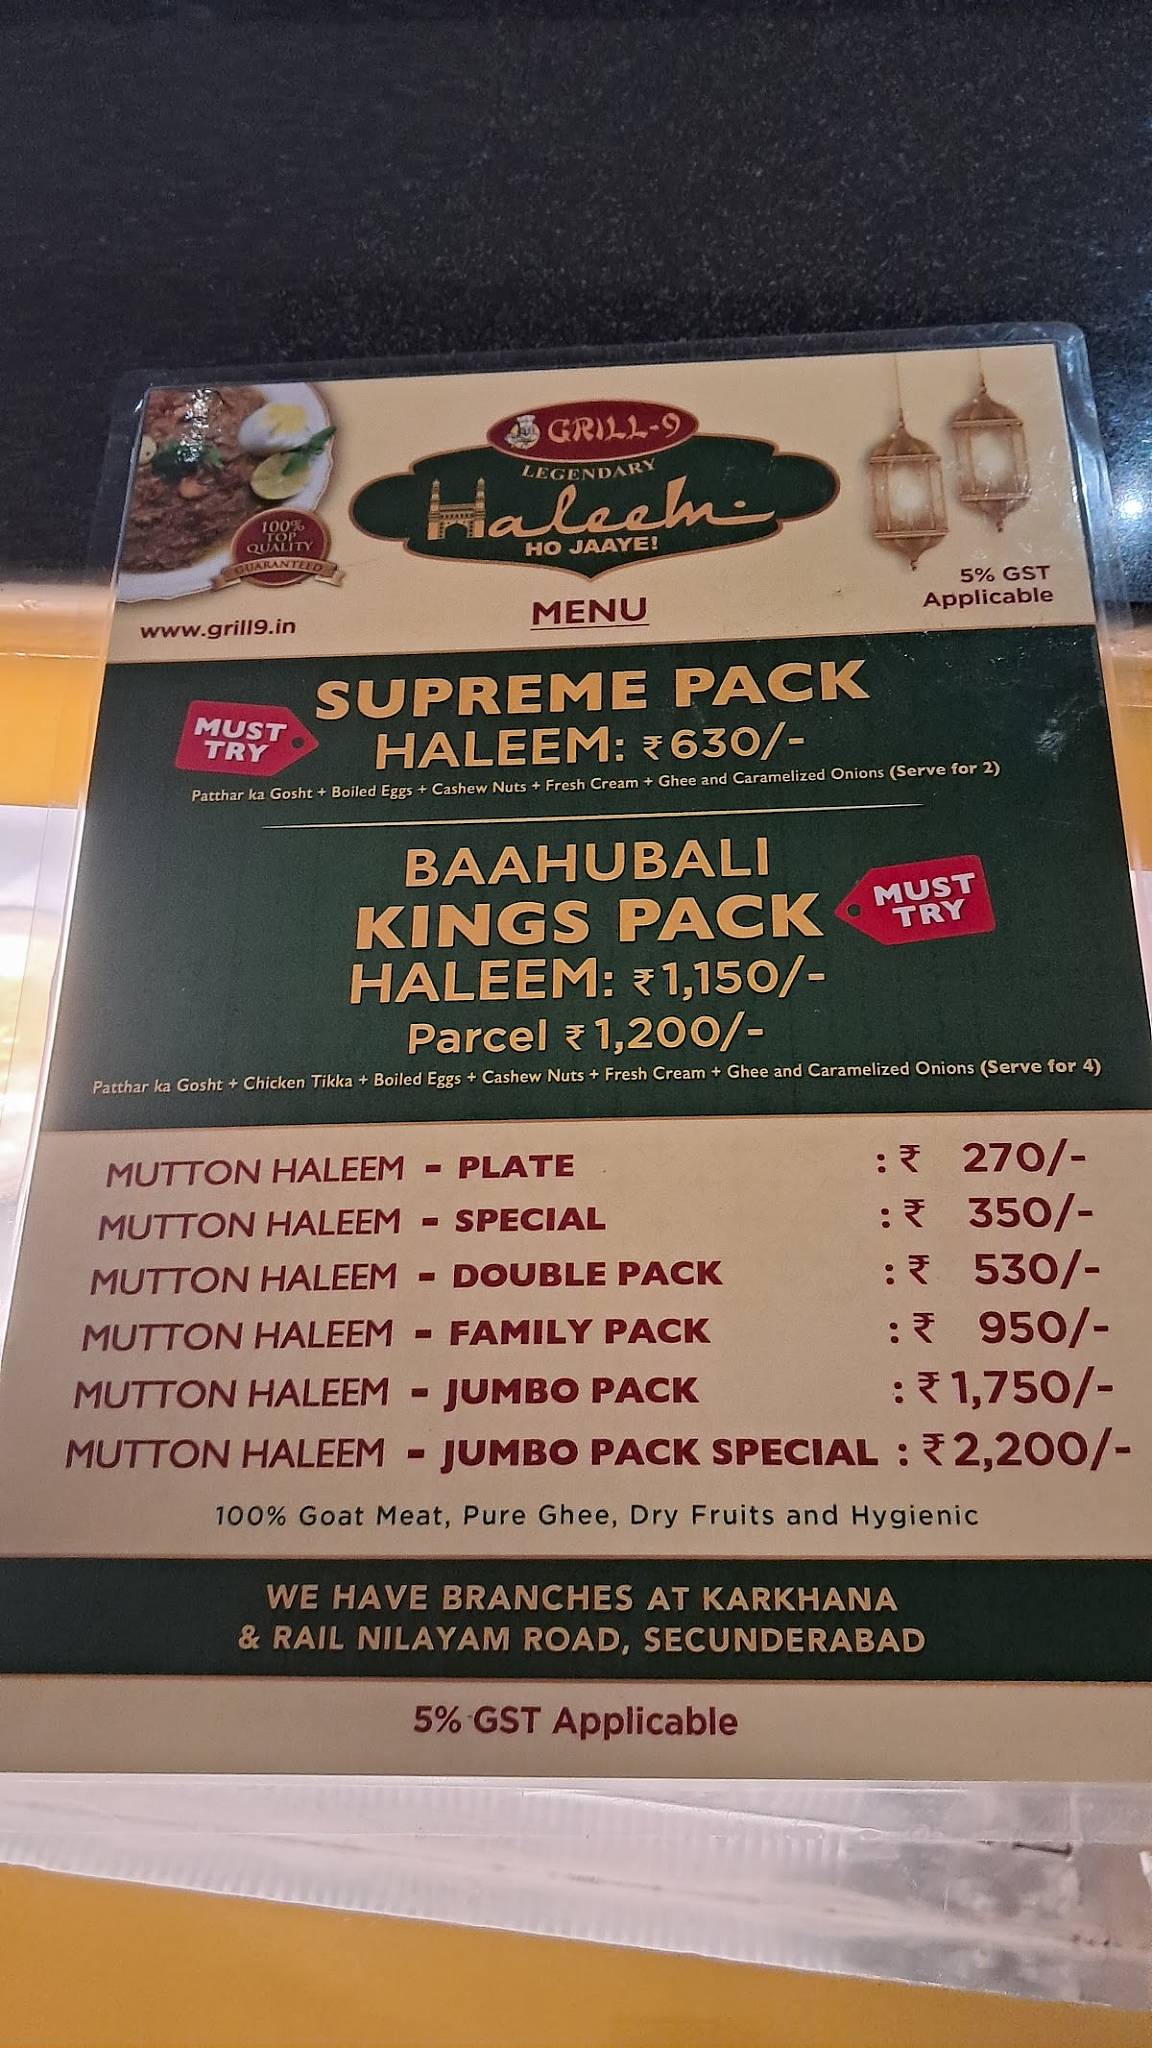 GRILL-9
LEGENDARY
Haleem
HO JAAYE!
100%
TOP
QUALITY
GUARANTEED
5% GST
Applicable
www.grill9.in
MENU
MUST
TRY
SUPREME PACK
HALEEM: ₹630/-
Patthar ka Gosht + Boiled Eggs + Cashew Nuts + Fresh Cream + Ghee and Caramelized Onions (Serve for 2)
BAAHUBALI
KINGS PACK
MUST
TRY
HALEEM: ₹1,150/-
Parcel ₹1,200/-
Patthar ka Gosht + Chicken Tikka + Boiled Eggs + Cashew Nuts + Fresh Cream + Ghee and Caramelized Onions (Serve for 4)
MUTTON HALEEM - PLATE : ₹ 270/-
MUTTON HALEEM - SPECIAL : ₹ 350/-
MUTTON HALEEM - DOUBLE PACK : ₹ 530/-
MUTTON HALEEM - FAMILY PACK : ₹ 950/-
MUTTON HALEEM - JUMBO PACK : ₹1,750/-
MUTTON HALEEM - JUMBO PACK SPECIAL : ₹2,200/-
100% Goat Meat, Pure Ghee, Dry Fruits and Hygienic
WE HAVE BRANCHES AT KARKHANA
& RAIL NILAYAM ROAD, SECUNDERABAD
5% GST Applicable